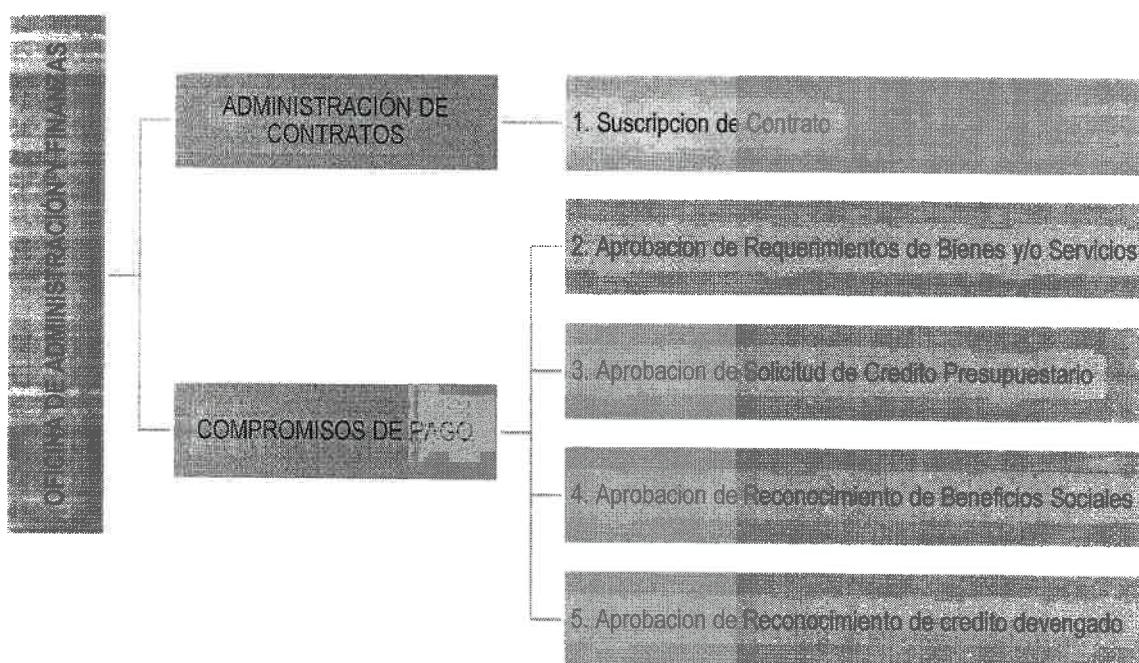 OFICINA DE ADMINISTRACIÓN Y FINANZAS
ADMINISTRACIÓN DE
CONTRATOS
1. Suscripcion de Contrato
COMPROMISOS DE PAGO
2. Aprobacion de Requerimientos de Bienes y/o Servicios
3. Aprobacion de Solicitud de Credito Presupuestario
4. Aprobacion de Reconocimiento de Beneficios Sociales
5. Aprobacion de Reconocimiento de credito devengado